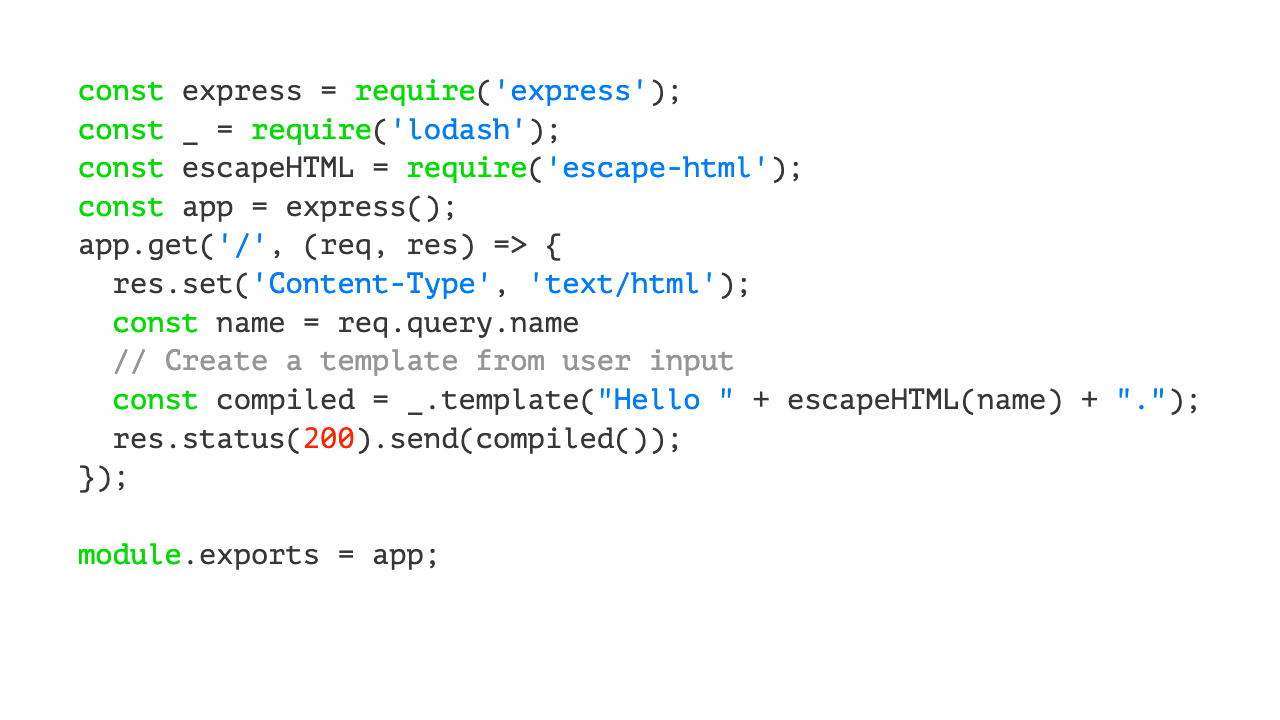 const express = require('express');
const _ = require('lodash');
const escapeHTML = require('escape-html');
const app = express();
app.get('/', (req, res) => {
  res.set('Content-Type', 'text/html');
  const name = req.query.name
  // Create a template from user input
  const compiled = _.template("Hello " + escapeHTML(name) + ".");
  res.status(200).send(compiled());
});

module.exports = app;